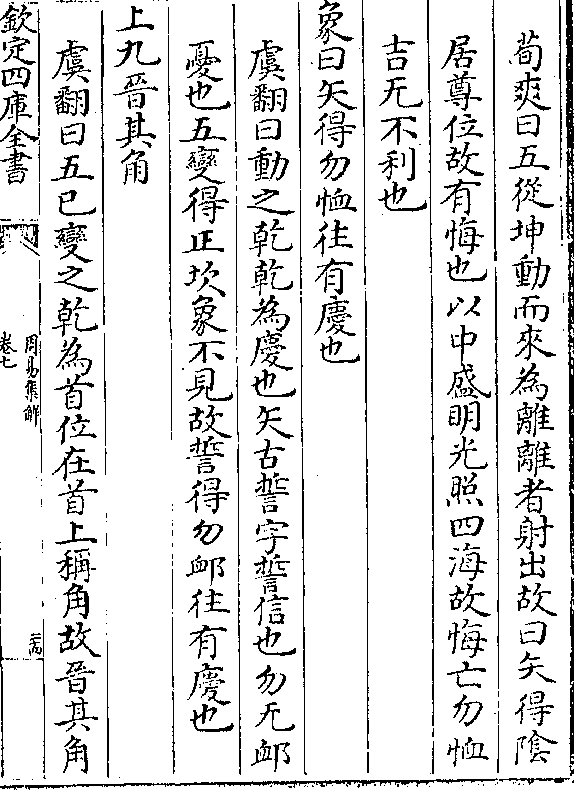 荀爽曰五從坤動而來為離離者射出故曰矢得陰
居尊位故有悔也以中盛明光照四海故悔亡勿恤
吉无不利也
象曰矢得勿恤往有慶也
虞翻曰動之乾乾為慶也矢古誓字誓信也勿无䘏
憂也五變得正坎象不見故誓得勿䘏往有慶也
上九晉其角
虞翻曰五已變之乾為首位在首上稱角故晉其角
欽定四庫全書
周易集解
卷七